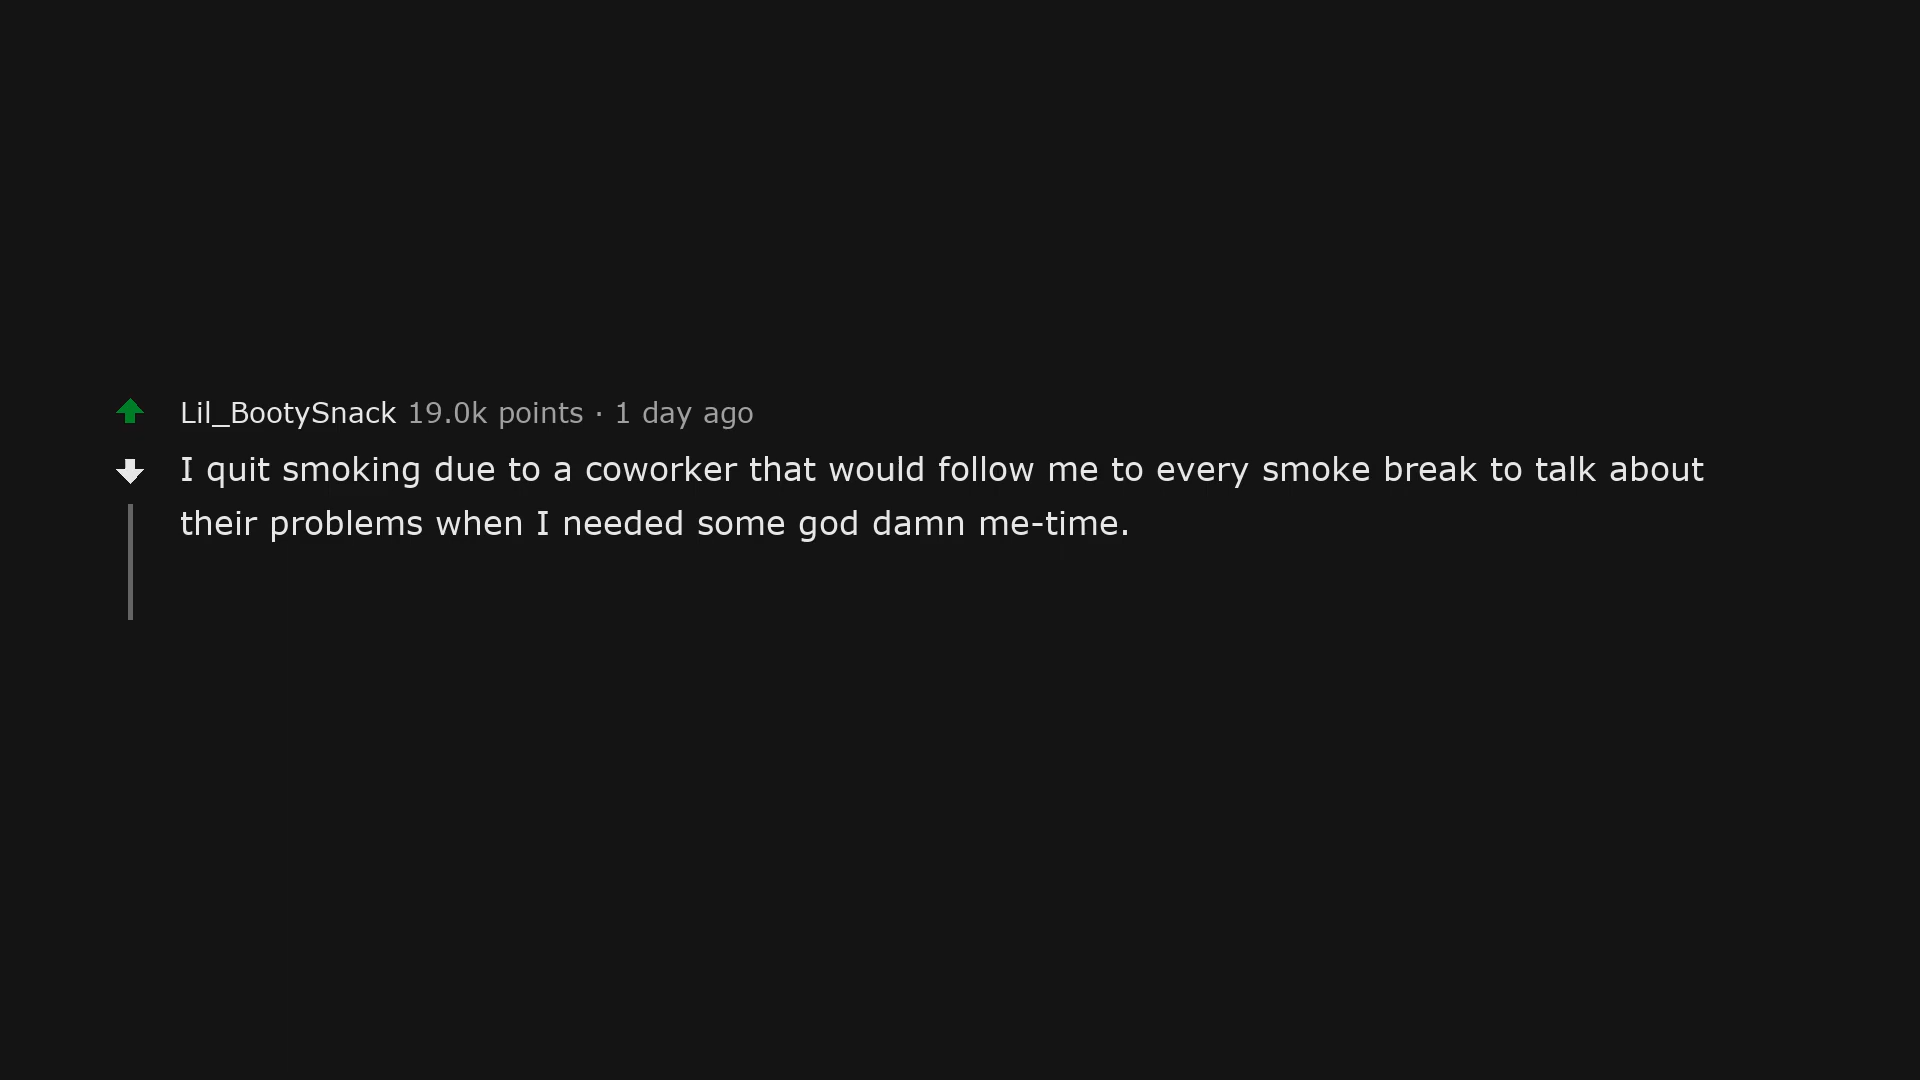 Lil_BootySnack 19.0k points · 1 day ago
I quit smoking due to a coworker that would follow me to every smoke break to talk about
their problems when I needed some god damn me-time.